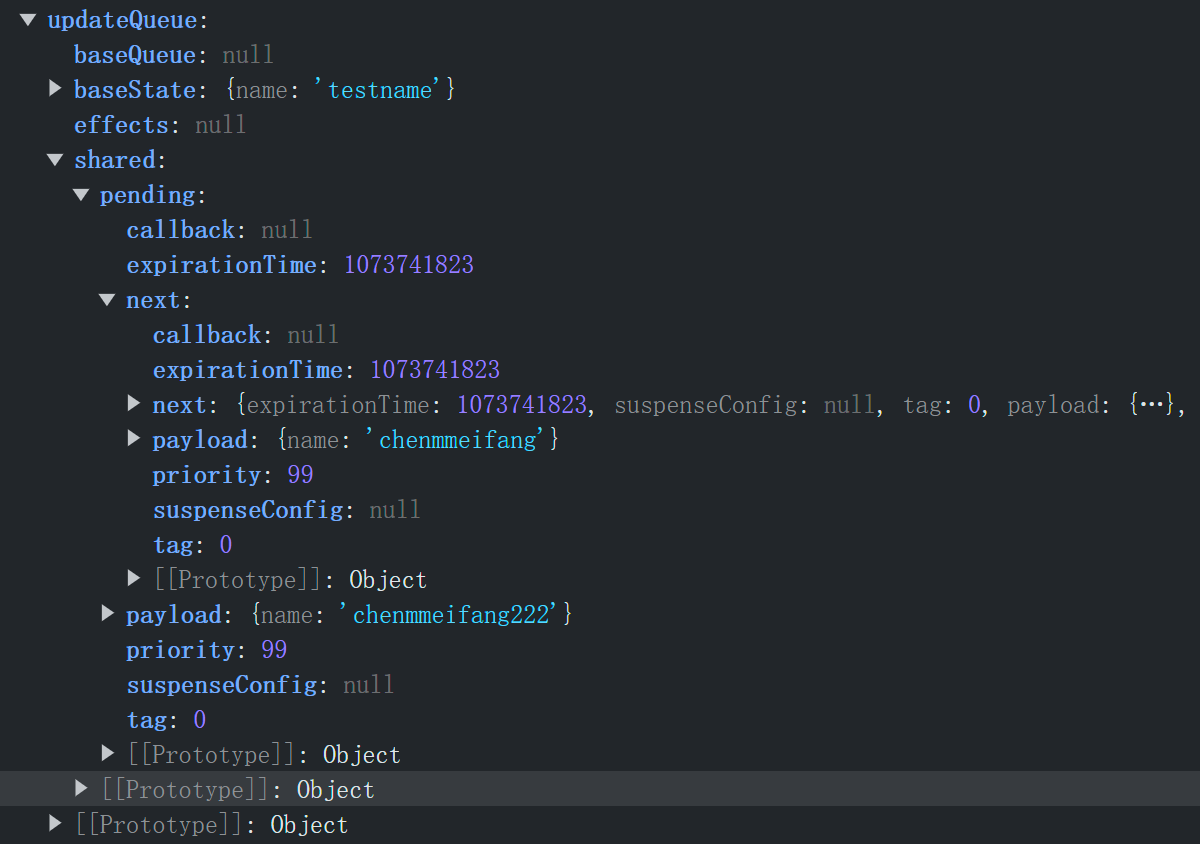 ▼ updateQueue:
baseQueue: null
▶ baseState: {name: 'testname'}
effects: null
▼ shared:
▼ pending:
callback: null
expirationTime: 1073741823
▼ next:
callback: null
expirationTime: 1073741823
▶ next: {expirationTime: 1073741823, suspenseConfig: null, tag: 0, payload: {…},
▶ payload: {name: 'chenmmeifang'}
priority: 99
suspenseConfig: null
tag: 0
▶ [[Prototype]]: Object
▶ payload: {name: 'chenmmeifang222'}
priority: 99
suspenseConfig: null
tag: 0
▶ [[Prototype]]: Object
▶ [[Prototype]]: Object
▶ [[Prototype]]: Object